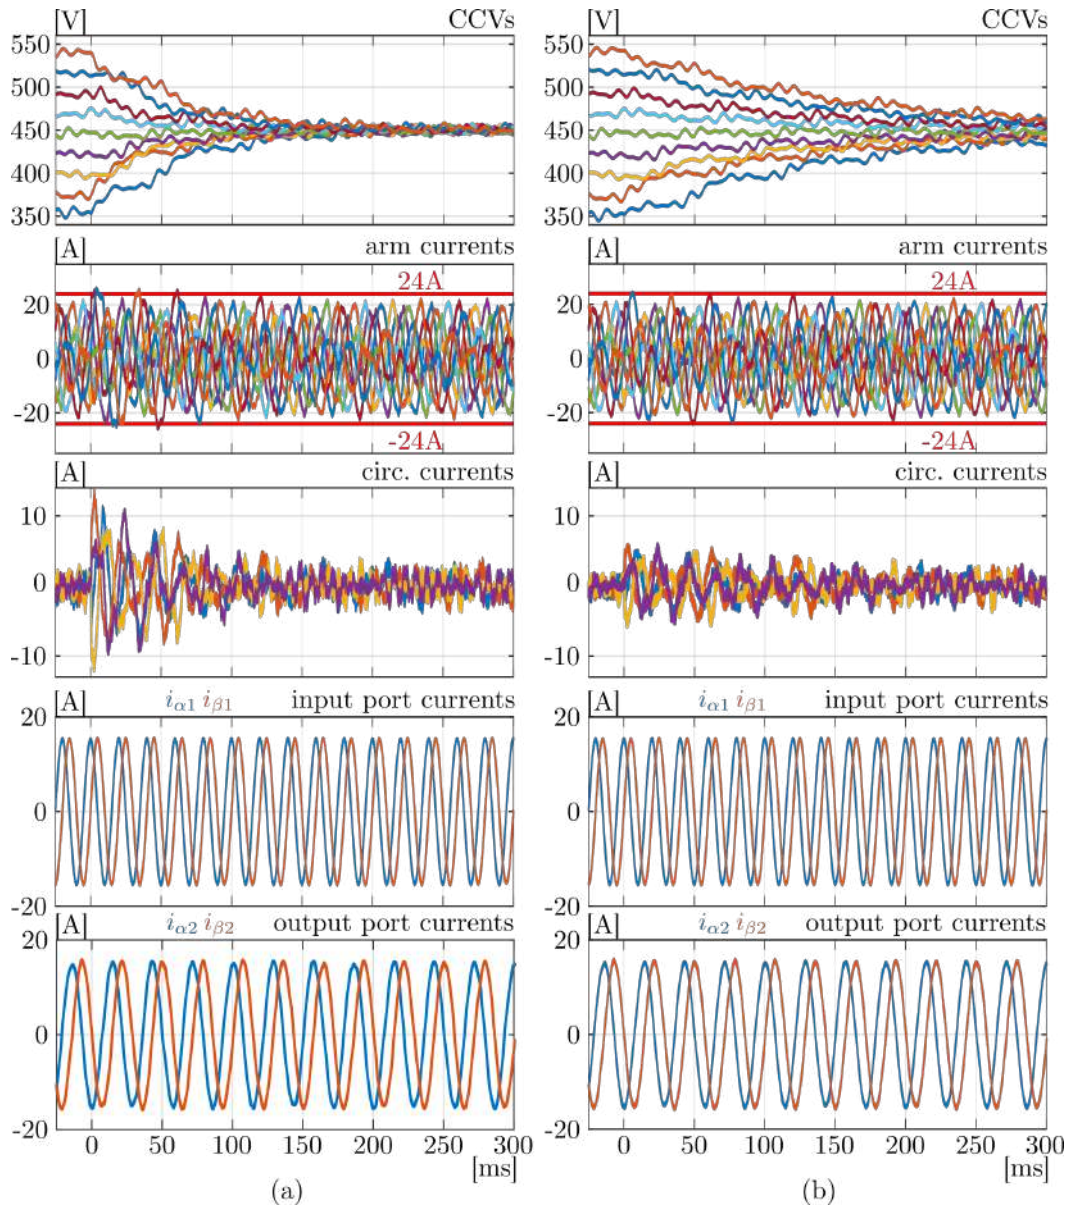 [V] CCVs
550
500
450
400
350
[A] arm currents
24A
20
0
-20
-24A
[A] circ. currents
10
0
-10
[A] iα1 iβ1 input port currents
20
0
-20
[A] iα2 iβ2 output port currents
20
0
-20
0 50 100 150 200 250 300
[ms]
(a)
[V] CCVs
550
500
450
400
350
[A] arm currents
24A
20
0
-20
-24A
[A] circ. currents
10
0
-10
[A] iα1 iβ1 input port currents
20
0
-20
[A] iα2 iβ2 output port currents
20
0
-20
0 50 100 150 200 250 300
[ms]
(b)